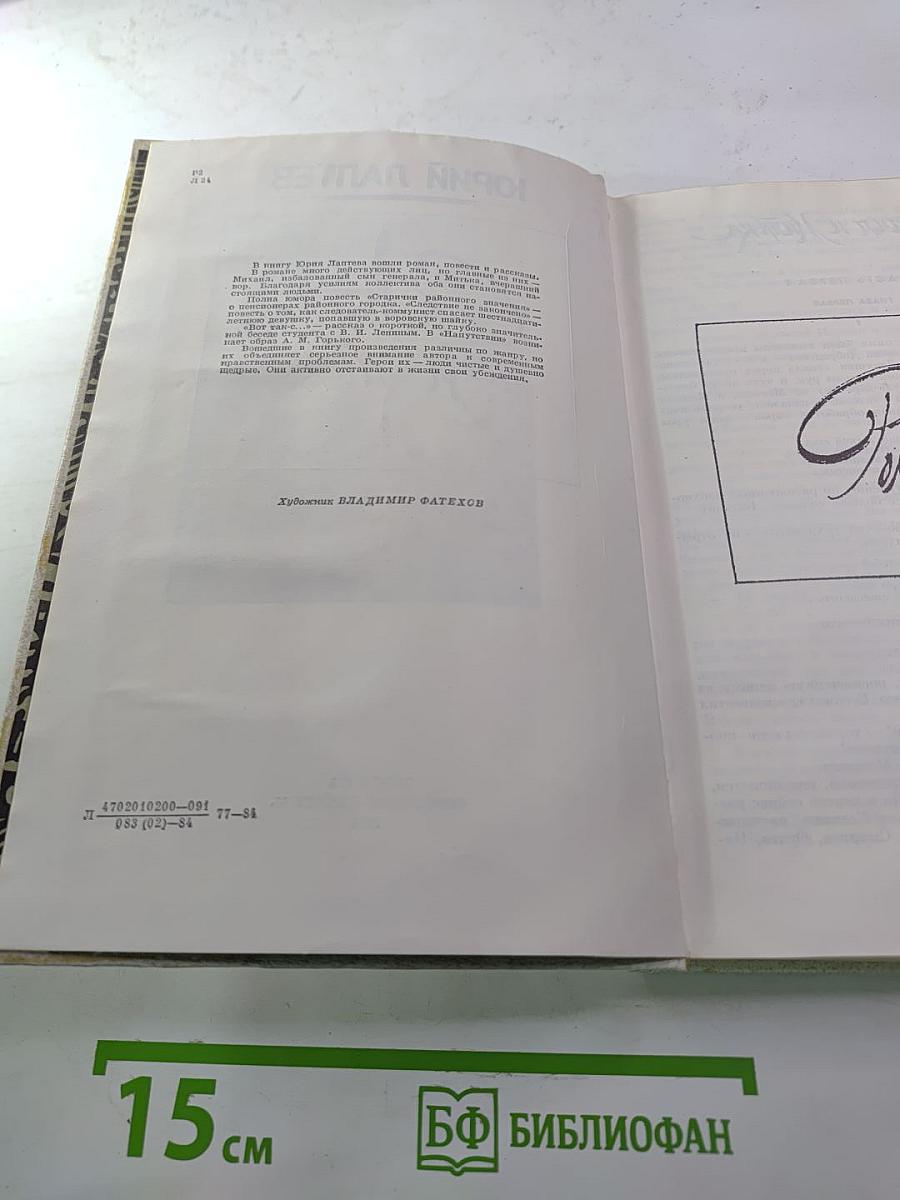 Р2
Л 24
В книгу Юрия Лаптева вошли роман, повести и рассказы.
В романе много действующих лиц, но главные из них —
Михаил, избалованный сын генерала, и Митька, вчерашний
вор. Благодаря усилиям коллектива оба они становятся на-
стоящими людьми.
Полна юмора повесть «Старички районного значения» —
о пенсионерах районного городка. «Следствие не закончено» —
повесть о том, как следователь-коммунист спасает шестнадцати-
летнюю девушку, попавшую в воровскую шайку.
«Вот так-с...» — рассказ о короткой, но глубоко значитель-
ной беседе студента с В. И. Лениным. В «Напутствии» возни-
кает образ А. М. Горького.
Вошедшие в книгу произведения различны по жанру, но
их объединяет серьезное внимание автора к современным
нравственным проблемам. Герои их — люди чистые и душевно
щедрые. Они активно отстаивают в жизни свои убеждения.
Художник ВЛАДИМИР ФАТЕХОВ
Л 4702010200—091
083 (02)—84 77—84
15 см
БФ БИБЛИОФАН